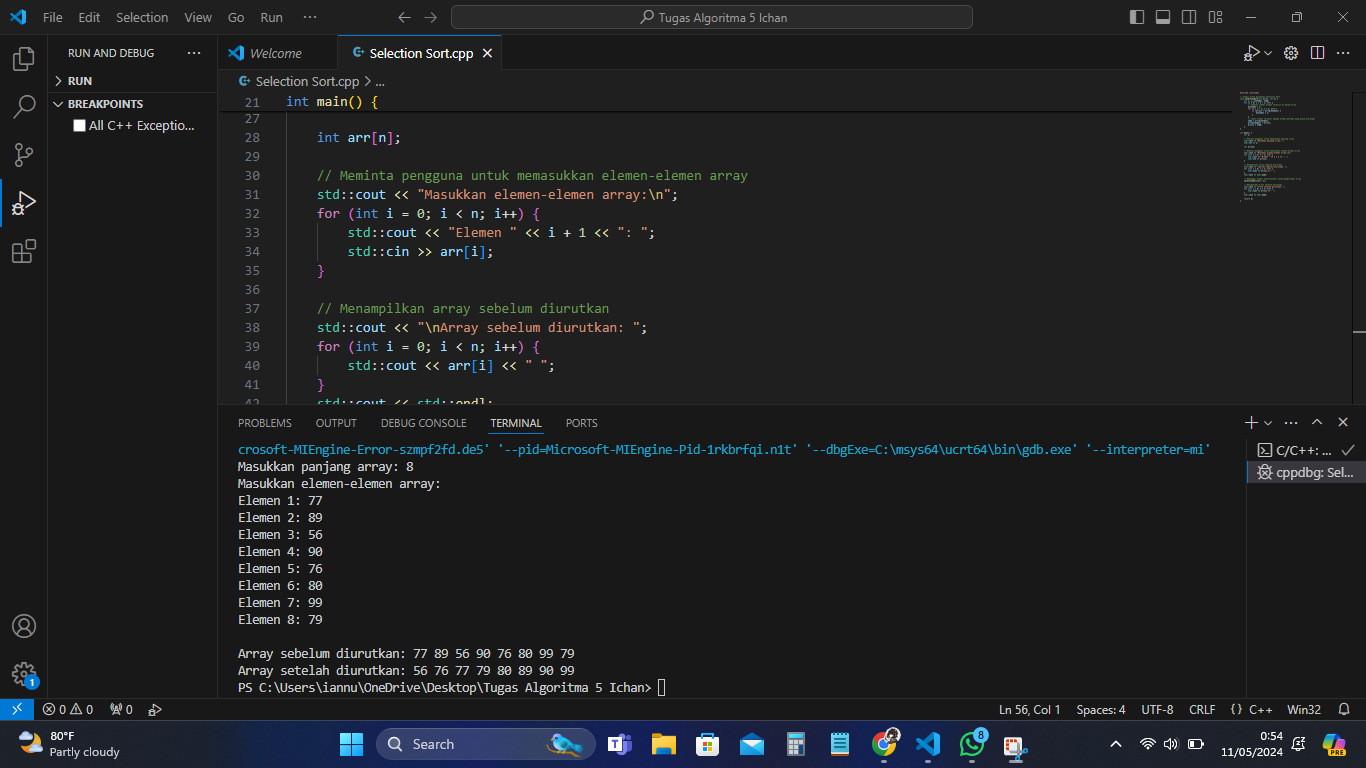 File Edit Selection View Go Run ···
Tugas Algoritma 5 Ichan
RUN AND DEBUG ···
RUN
BREAKPOINTS
All C++ Exceptio...
Welcome
Selection Sort.cpp
Selection Sort.cpp > ...
21 int main() {
27
28 int arr[n];
29
30 // Meminta pengguna untuk memasukkan elemen-elemen array
31 std::cout << "Masukkan elemen-elemen array:\n";
32 for (int i = 0; i < n; i++) {
33 std::cout << "Elemen " << i + 1 << ": ";
34 std::cin >> arr[i];
35 }
36
37 // Menampilkan array sebelum diurutkan
38 std::cout << "\nArray sebelum diurutkan: ";
39 for (int i = 0; i < n; i++) {
40 std::cout << arr[i] << " ";
41 }
42 std::cout << std::endl;
PROBLEMS OUTPUT DEBUG CONSOLE TERMINAL PORTS
crosoft-MIEngine-Error-szmpf2fd.de5' '--pid=Microsoft-MIEngine-Pid-1rkbrfqi.n1t' '--dbgExe=C:\msys64\ucrt64\bin\gdb.exe' '--interpreter=mi'
Masukkan panjang array: 8
Masukkan elemen-elemen array:
Elemen 1: 77
Elemen 2: 89
Elemen 3: 56
Elemen 4: 90
Elemen 5: 76
Elemen 6: 80
Elemen 7: 99
Elemen 8: 79
Array sebelum diurutkan: 77 89 56 90 76 80 99 79
Array setelah diurutkan: 56 76 77 79 80 89 90 99
PS C:\Users\iannu\OneDrive\Desktop\Tugas Algoritma 5 Ichan>
C/C++: ...
cppdbg: Sel...
1
0 0 0
Ln 56, Col 1 Spaces: 4 UTF-8 CRLF {} C++ Win32
80°F
Partly cloudy
Search
8
0:54
11/05/2024
PRE